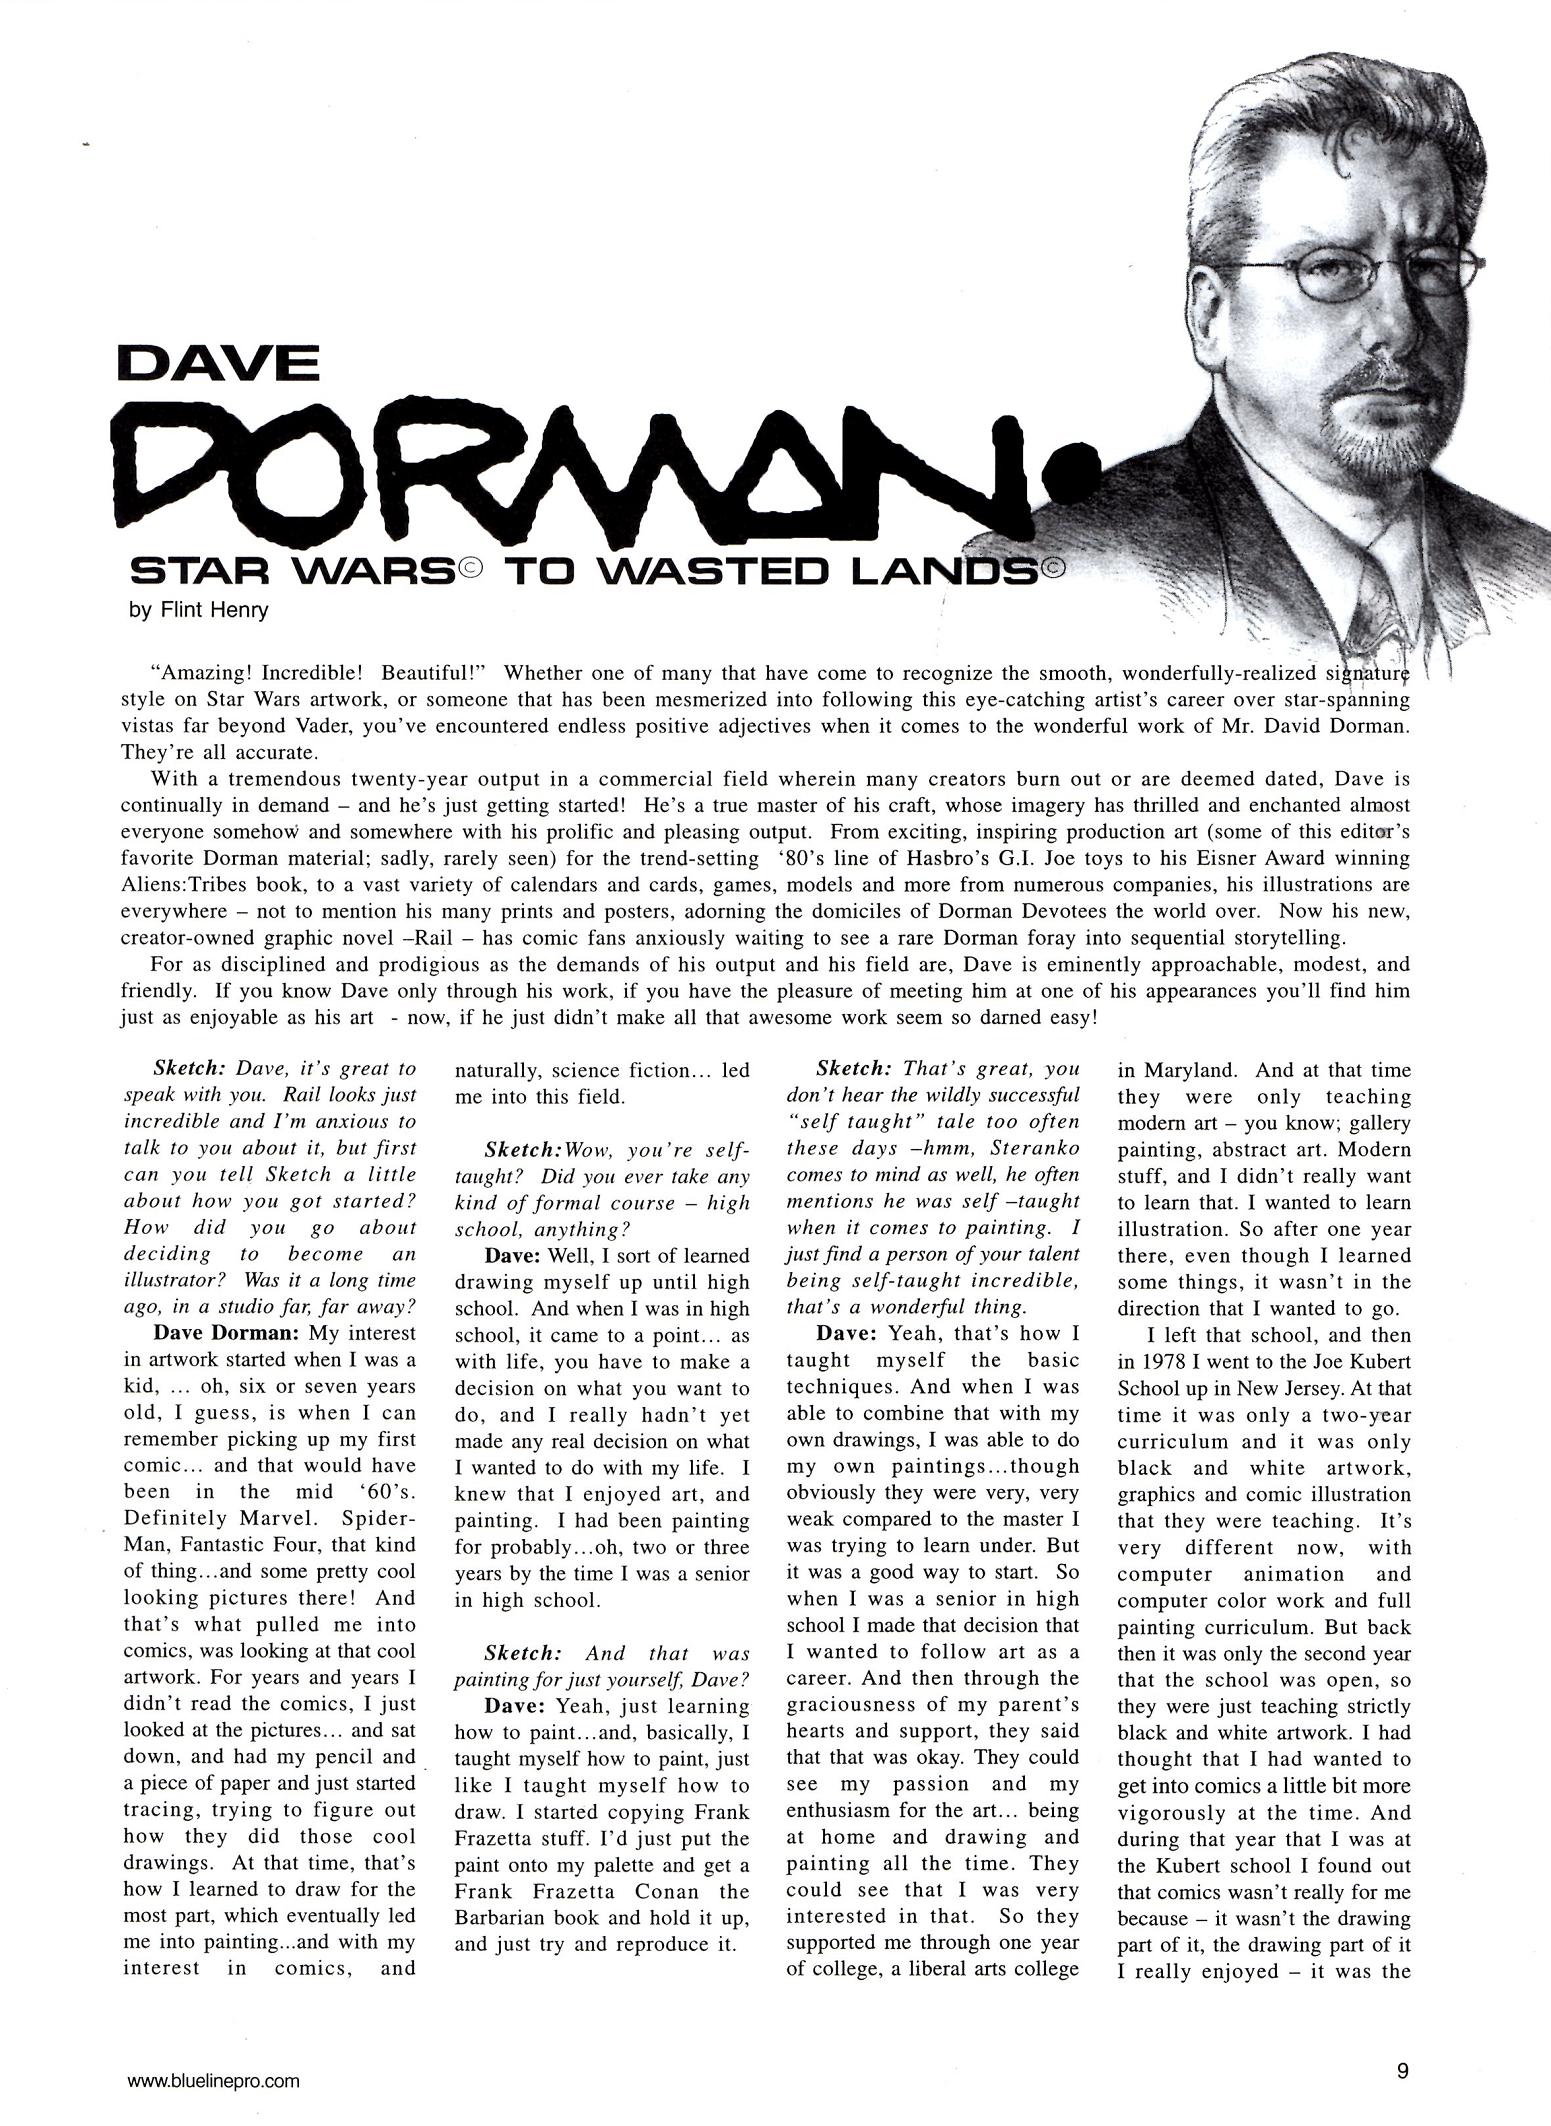 DAVE
DORMAN.
STAR WARS© TO WASTED LANDS©
by Flint Henry
“Amazing! Incredible! Beautiful!” Whether one of many that have come to recognize the smooth, wonderfully-realized signature
style on Star Wars artwork, or someone that has been mesmerized into following this eye-catching artist’s career over star-spanning
vistas far beyond Vader, you’ve encountered endless positive adjectives when it comes to the wonderful work of Mr. David Dorman.
They’re all accurate.
With a tremendous twenty-year output in a commercial field wherein many creators burn out or are deemed dated, Dave is
continually in demand – and he’s just getting started! He’s a true master of his craft, whose imagery has thrilled and enchanted almost
everyone somehow and somewhere with his prolific and pleasing output. From exciting, inspiring production art (some of this editor’s
favorite Dorman material; sadly, rarely seen) for the trend-setting ‘80’s line of Hasbro’s G.I. Joe toys to his Eisner Award winning
Aliens:Tribes book, to a vast variety of calendars and cards, games, models and more from numerous companies, his illustrations are
everywhere – not to mention his many prints and posters, adorning the domiciles of Dorman Devotees the world over. Now his new,
creator-owned graphic novel –Rail – has comic fans anxiously waiting to see a rare Dorman foray into sequential storytelling.
For as disciplined and prodigious as the demands of his output and his field are, Dave is eminently approachable, modest, and
friendly. If you know Dave only through his work, if you have the pleasure of meeting him at one of his appearances you’ll find him
just as enjoyable as his art - now, if he just didn’t make all that awesome work seem so darned easy!
Sketch: Dave, it’s great to
speak with you. Rail looks just
incredible and I’m anxious to
talk to you about it, but first
can you tell Sketch a little
about how you got started?
How did you go about
deciding to become an
illustrator? Was it a long time
ago, in a studio far, far away?
Dave Dorman: My interest
in artwork started when I was a
kid, ... oh, six or seven years
old, I guess, is when I can
remember picking up my first
comic... and that would have
been in the mid ‘60’s.
Definitely Marvel. Spider-
Man, Fantastic Four, that kind
of thing...and some pretty cool
looking pictures there! And
that’s what pulled me into
comics, was looking at that cool
artwork. For years and years I
didn’t read the comics, I just
looked at the pictures... and sat
down, and had my pencil and
a piece of paper and just started
tracing, trying to figure out
how they did those cool
drawings. At that time, that’s
how I learned to draw for the
most part, which eventually led
me into painting...and with my
interest in comics, and
naturally, science fiction... led
me into this field.
Sketch:Wow, you’re self-
taught? Did you ever take any
kind of formal course – high
school, anything?
Dave: Well, I sort of learned
drawing myself up until high
school. And when I was in high
school, it came to a point... as
with life, you have to make a
decision on what you want to
do, and I really hadn’t yet
made any real decision on what
I wanted to do with my life. I
knew that I enjoyed art, and
painting. I had been painting
for probably...oh, two or three
years by the time I was a senior
in high school.
Sketch: And that was
painting for just yourself, Dave?
Dave: Yeah, just learning
how to paint...and, basically, I
taught myself how to paint, just
like I taught myself how to
draw. I started copying Frank
Frazetta stuff. I’d just put the
paint onto my palette and get a
Frank Frazetta Conan the
Barbarian book and hold it up,
and just try and reproduce it.
Sketch: That’s great, you
don’t hear the wildly successful
“self taught” tale too often
these days –hmm, Steranko
comes to mind as well, he often
mentions he was self –taught
when it comes to painting. I
just find a person of your talent
being self-taught incredible,
that’s a wonderful thing.
Dave: Yeah, that’s how I
taught myself the basic
techniques. And when I was
able to combine that with my
own drawings, I was able to do
my own paintings...though
obviously they were very, very
weak compared to the master I
was trying to learn under. But
it was a good way to start. So
when I was a senior in high
school I made that decision that
I wanted to follow art as a
career. And then through the
graciousness of my parent’s
hearts and support, they said
that that was okay. They could
see my passion and my
enthusiasm for the art... being
at home and drawing and
painting all the time. They
could see that I was very
interested in that. So they
supported me through one year
of college, a liberal arts college
in Maryland. And at that time
they were only teaching
modern art – you know; gallery
painting, abstract art. Modern
stuff, and I didn’t really want
to learn that. I wanted to learn
illustration. So after one year
there, even though I learned
some things, it wasn’t in the
direction that I wanted to go.
I left that school, and then
in 1978 I went to the Joe Kubert
School up in New Jersey. At that
time it was only a two-year
curriculum and it was only
black and white artwork,
graphics and comic illustration
that they were teaching. It’s
very different now, with
computer animation and
computer color work and full
painting curriculum. But back
then it was only the second year
that the school was open, so
they were just teaching strictly
black and white artwork. I had
thought that I had wanted to
get into comics a little bit more
vigorously at the time. And
during that year that I was at
the Kubert school I found out
that comics wasn’t really for me
because – it wasn’t the drawing
part of it, the drawing part of it
I really enjoyed – it was the
www.bluelinepro.com
9